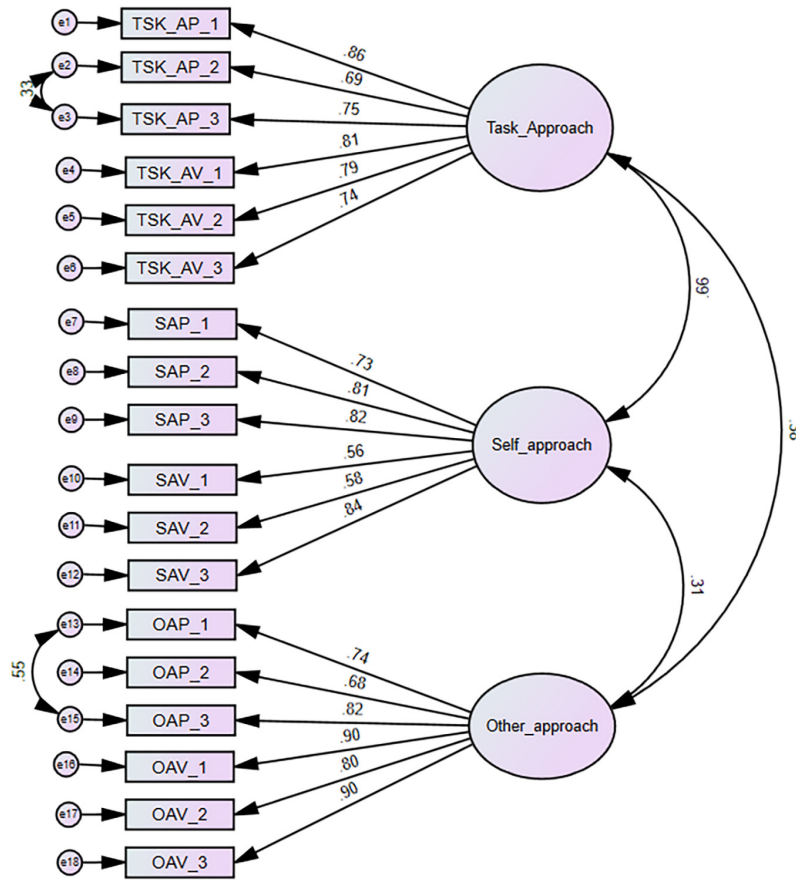 e1 TSK_AP_1
.86
e2 TSK_AP_2
.69
.33
e3 TSK_AP_3
.75
Task_Approach
.81
e4 TSK_AV_1
.79
e5 TSK_AV_2
.74
e6 TSK_AV_3
e7 SAP_1
.73
e8 SAP_2
.81
e9 SAP_3
.82
Self_approach
.56
e10 SAV_1
.58
e11 SAV_2
.84
e12 SAV_3
.31
e13 OAP_1
.74
.55
e14 OAP_2
.68
e15 OAP_3
.82
Other_approach
.90
e16 OAV_1
.80
e17 OAV_2
.90
e18 OAV_3